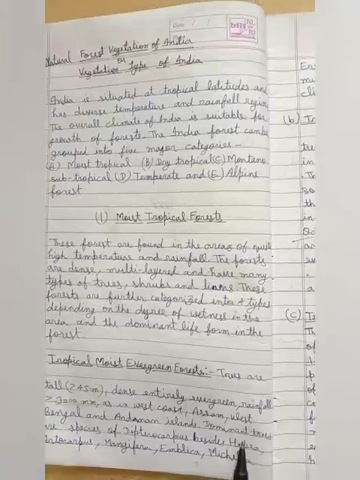 Natural Forest Vegetation of India
or
Vegetation Type of India
India is situated at tropical latitudes and
has diverse temperature and rainfall region
The overall climate of India is suitable for
growth of forests. The India forest can be
grouped into five major categories -
(A) Moist tropical (B) Dry tropical (C) Montane
sub-tropical (D) Temperate and (E) Alpine
forest.
(1) Moist Tropical Forests
These forest are found in the areas of
high temperature and rainfall. The forests
are dense, multi-layered and have many
types of trees, shrubs and These
forests are further categorized into 4 types
depending on the degree of wetness in the
area and the dominant life form in the
forest.
Tropical Moist Evergreen Forests:- Trees are
tall (>45m), dense entirely evergreen, rainfall
> 3000 mm, as in west coast, Assam, West
Bengal and Andaman islands. Dominant trees
are species of besides Hopea,
Mangifera, Emblica,
(b)
(c)